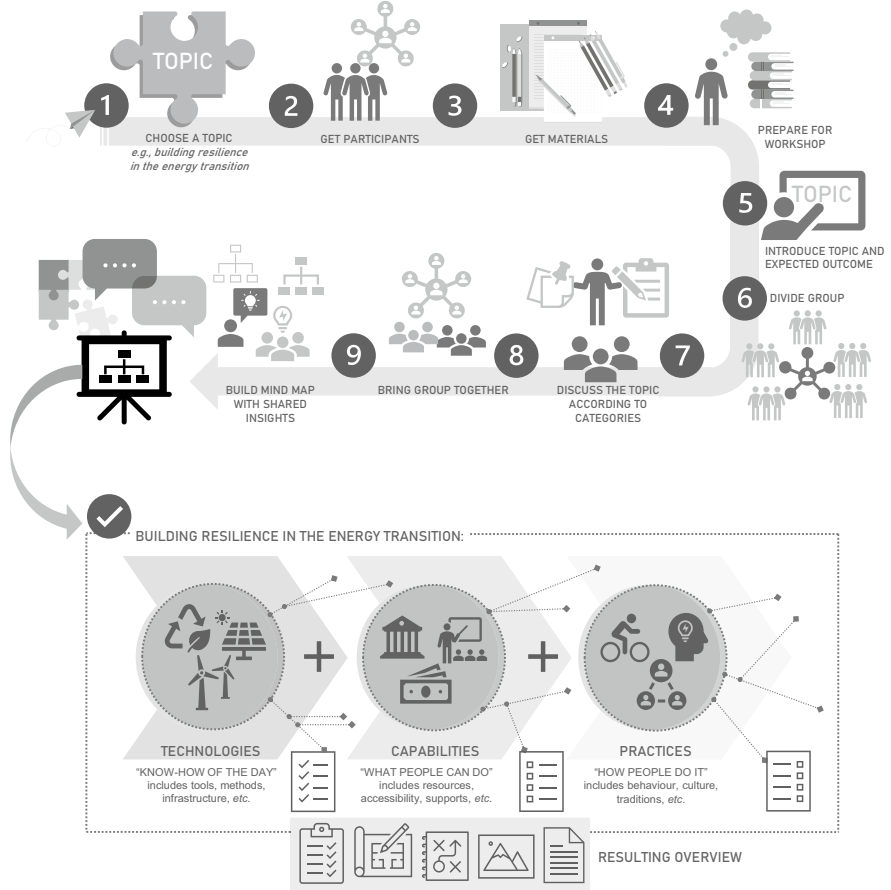 TOPIC
1
2
3
4
CHOOSE A TOPIC
e.g., building resilience
in the energy transition
GET PARTICIPANTS
GET MATERIALS
PREPARE FOR
WORKSHOP
5
TOPIC
INTRODUCE TOPIC AND
EXPECTED OUTCOME
6
DIVIDE GROUP
7
DISCUSS THE TOPIC
ACCORDING TO
CATEGORIES
8
BRING GROUP TOGETHER
9
BUILD MIND MAP
WITH SHARED
INSIGHTS
BUILDING RESILIENCE IN THE ENERGY TRANSITION:
+
+
TECHNOLOGIES
"KNOW-HOW OF THE DAY"
includes tools, methods,
infrastructure, etc.
CAPABILITIES
"WHAT PEOPLE CAN DO"
includes resources,
accessibility, supports, etc.
PRACTICES
"HOW PEOPLE DO IT"
includes behaviour, culture,
traditions, etc.
RESULTING OVERVIEW